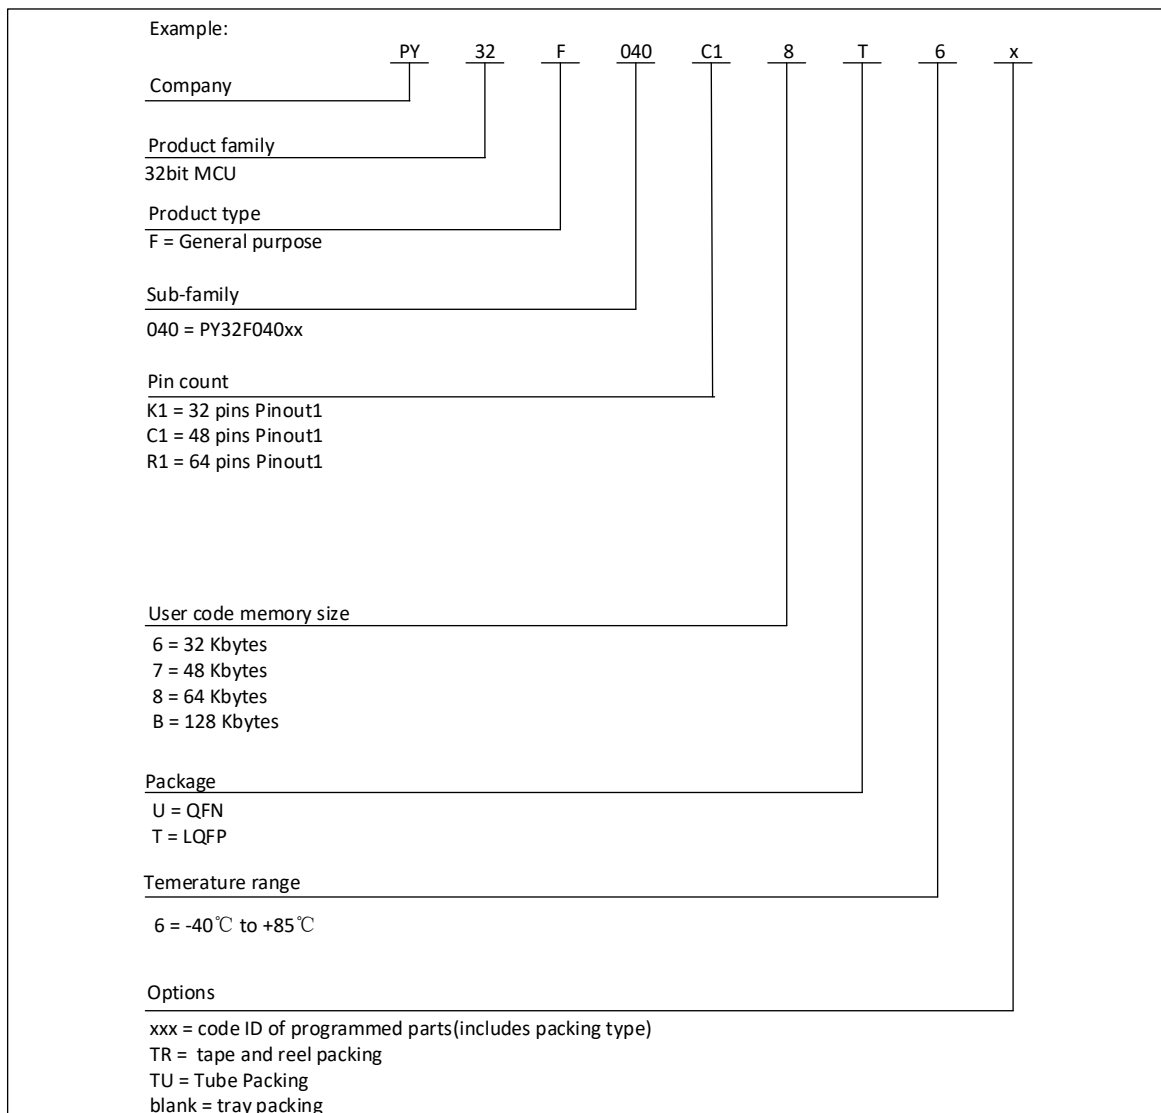 Example:
PY 32 F 040 C1 8 T 6 x
Company
Product family
32bit MCU
Product type
F = General purpose
Sub-family
040 = PY32F040xx
Pin count
K1 = 32 pins Pinout1
C1 = 48 pins Pinout1
R1 = 64 pins Pinout1
User code memory size
6 = 32 Kbytes
7 = 48 Kbytes
8 = 64 Kbytes
B = 128 Kbytes
Package
U = QFN
T = LQFP
Temerature range
6 = -40℃ to +85℃
Options
xxx = code ID of programmed parts(includes packing type)
TR = tape and reel packing
TU = Tube Packing
blank = tray packing